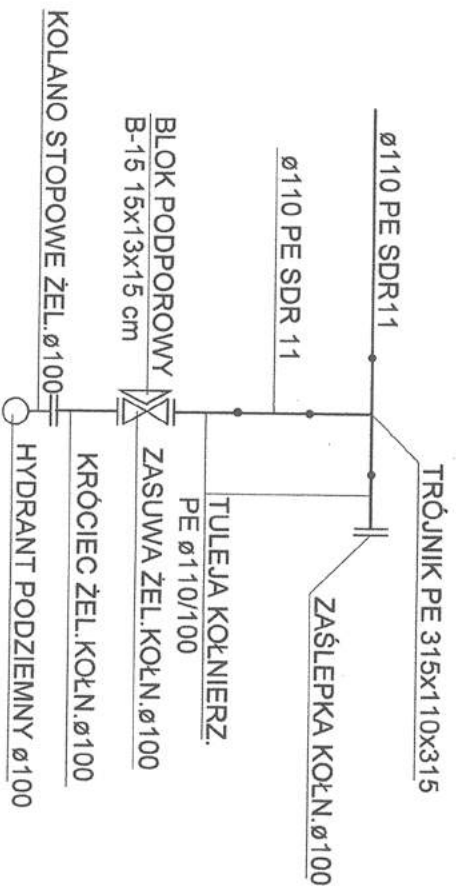 ø110 PE SDR11
TRÓJNIK PE 315x110x315
ø110 PE SDR 11
ZAŚLEPKA KOŁN.ø100
TULEJA KOŁNIERZ.
PE ø110/100
BLOK PODPOROWY
B-15 15x13x15 cm
ZASUWA ŻEL.KOŁN.ø100
KRÓCIEC ŻEL.KOŁN.ø100
KOLANO STOPOWE ŻEL.ø100
HYDRANT PODZIEMNY ø100